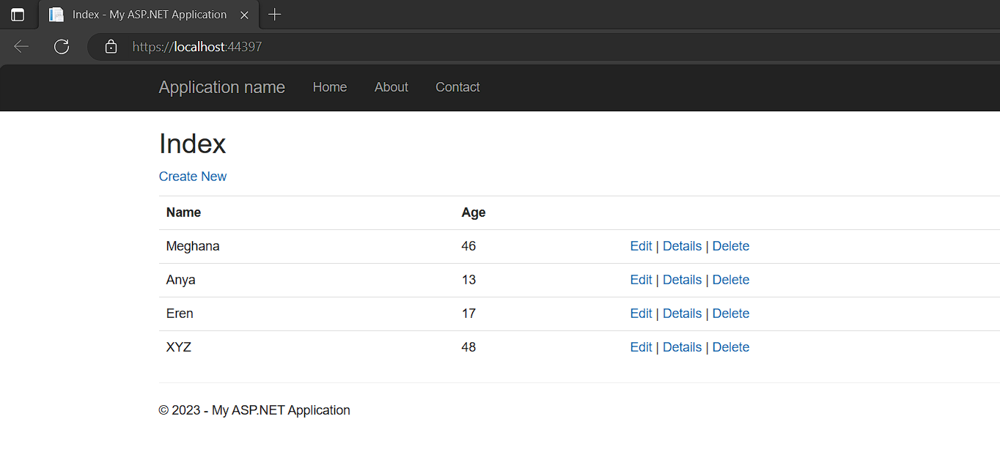 Index - My ASP.NET Application
https://localhost:44397
Application name Home About Contact
Index
Create New
Name Age
Meghana 46 Edit | Details | Delete
Anya 13 Edit | Details | Delete
Eren 17 Edit | Details | Delete
XYZ 48 Edit | Details | Delete
© 2023 - My ASP.NET Application